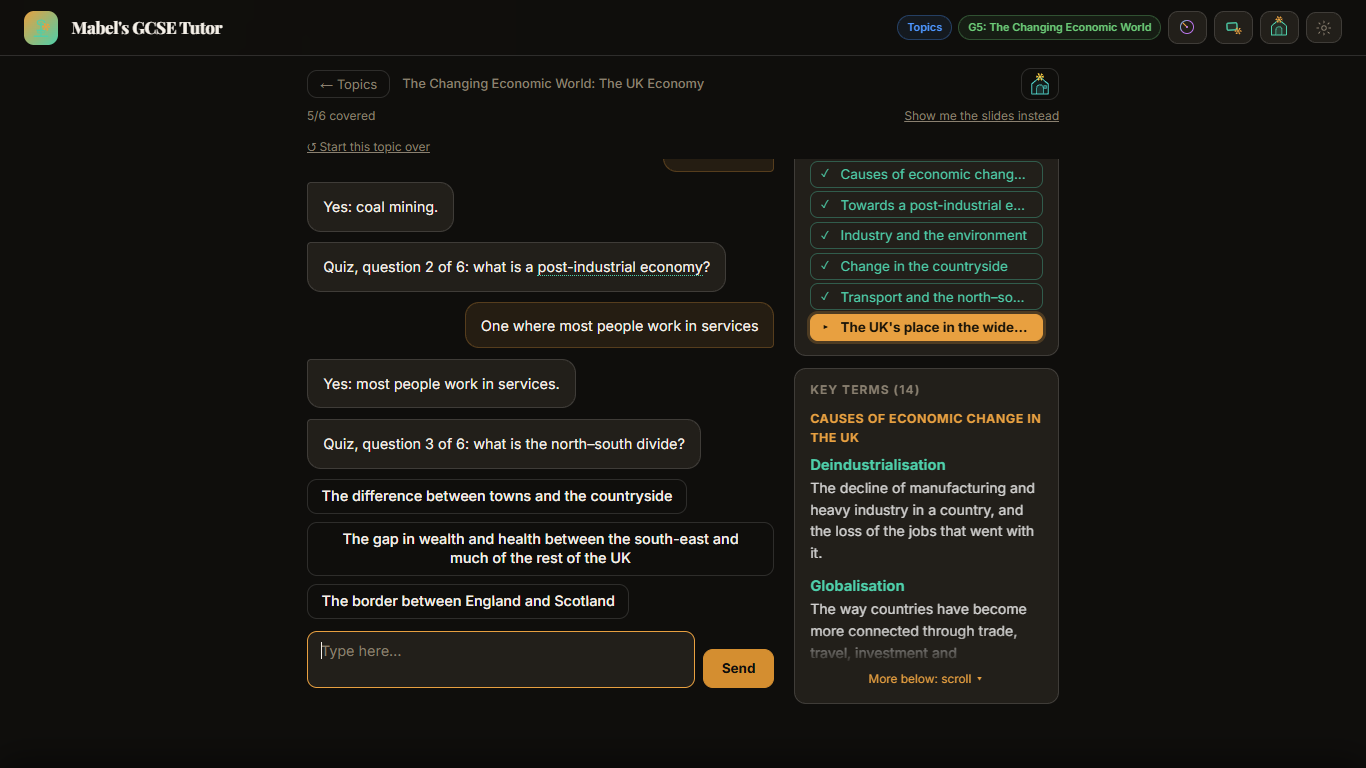 Mabel's GCSE Tutor
Topics
G5: The Changing Economic World
← Topics
The Changing Economic World: The UK Economy
5/6 covered
Show me the slides instead
↺ Start this topic over
Yes: coal mining.
Quiz, question 2 of 6: what is a post-industrial economy?
One where most people work in services
Yes: most people work in services.
Quiz, question 3 of 6: what is the north–south divide?
The difference between towns and the countryside
The gap in wealth and health between the south-east and
much of the rest of the UK
The border between England and Scotland
Type here...
Send
✓ Causes of economic chang...
✓ Towards a post-industrial e...
✓ Industry and the environment
✓ Change in the countryside
✓ Transport and the north–so...
▸ The UK's place in the wide...
KEY TERMS (14)
CAUSES OF ECONOMIC CHANGE IN
THE UK
Deindustrialisation
The decline of manufacturing and
heavy industry in a country, and
the loss of the jobs that went with
it.
Globalisation
The way countries have become
more connected through trade,
travel, investment and
More below: scroll ▾